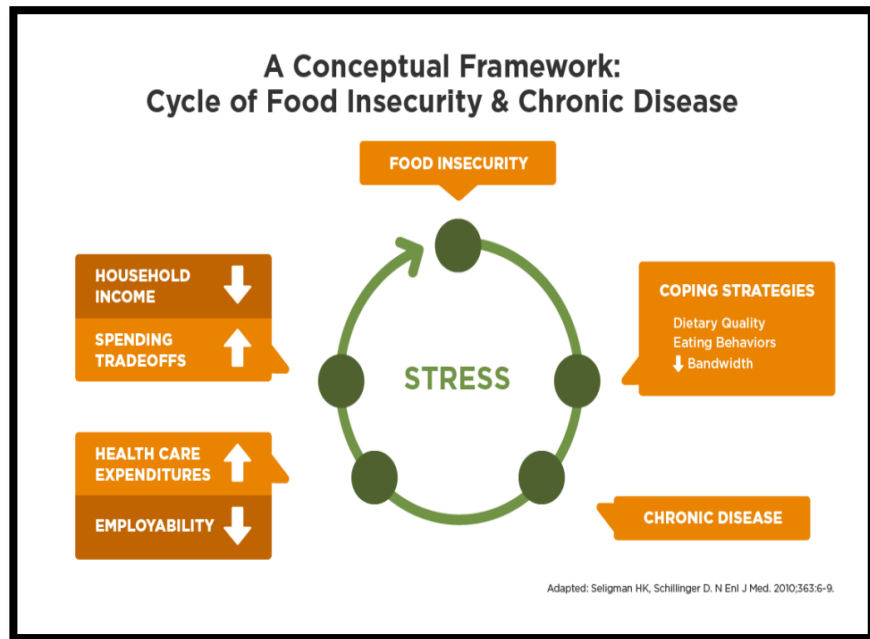 A Conceptual Framework:
Cycle of Food Insecurity & Chronic Disease
FOOD INSECURITY
HOUSEHOLD
INCOME
SPENDING
TRADEOFFS
COPING STRATEGIES
Dietary Quality
Eating Behaviors
Bandwidth
STRESS
HEALTH CARE
EXPENDITURES
EMPLOYABILITY
CHRONIC DISEASE
Adapted: Seligman HK, Schillinger D. N Enl J Med. 2010;363:6-9.